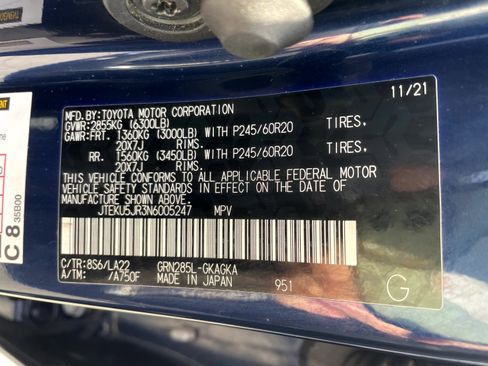 11/21
MFD.BY:TOYOTA MOTOR CORPORATION
GVWR:2855KG (6300LB)
GAWR:FRT. 1360KG (3000LB) WITH P245/60R20 TIRES,
20X7J RIMS.
RR. 1560KG (3450LB) WITH P245/60R20 TIRES,
20X7J RIMS.
THIS VEHICLE CONFORMS TO ALL APPLICABLE FEDERAL MOTOR
VEHICLE SAFETY STANDARDS IN EFFECT ON THE DATE OF
MANUFACTURE SHOWN ABOVE.
JTEKU5JR3N6005247 MPV
C/TR:8S6/LA22 GRN285L-GKAGKA
A/TM: /A750F MADE IN JAPAN 951
G
C 8
35B00